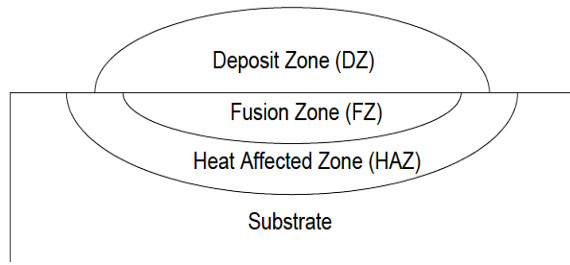 Deposit Zone (DZ)
Fusion Zone (FZ)
Heat Affected Zone (HAZ)
Substrate